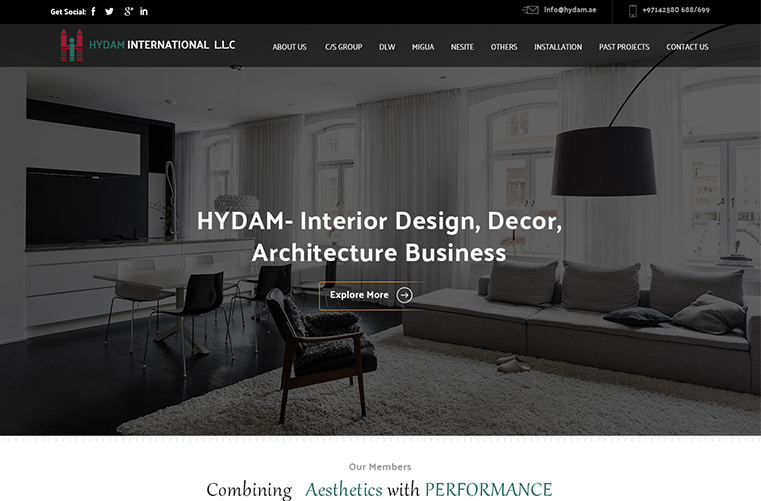 Get Social:
Info@hydam.ae
+97142580 688/699
HYDAM INTERNATIONAL L.L.C
ABOUT US C/S GROUP DLW MIGUA NESITE OTHERS INSTALLATION PAST PROJECTS CONTACT US
HYDAM- Interior Design, Decor,
Architecture Business
Explore More
Our Members
Combining Aesthetics with PERFORMANCE